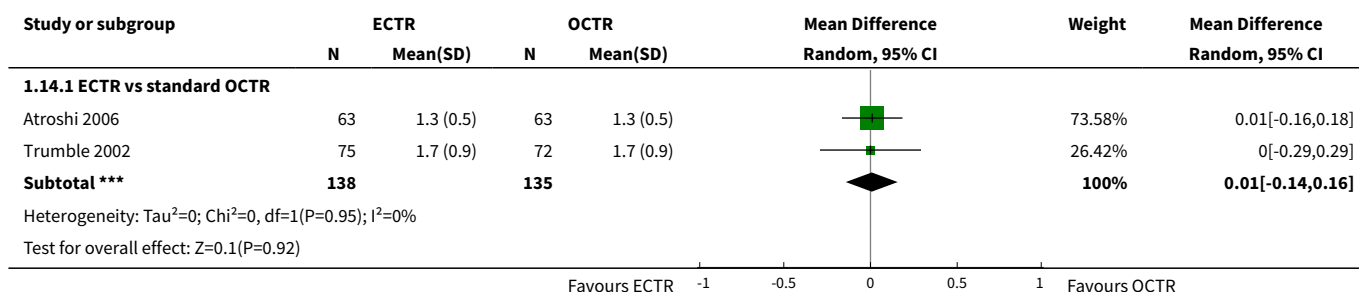 Study or subgroup ECTR OCTR Mean Difference Weight Mean Difference
N Mean(SD) N Mean(SD) Random, 95% CI Random, 95% CI
1.14.1 ECTR vs standard OCTR
Atroshi 2006 63 1.3 (0.5) 63 1.3 (0.5) 73.58% 0.01[-0.16,0.18]
Trumble 2002 75 1.7 (0.9) 72 1.7 (0.9) 26.42% 0[-0.29,0.29]
Subtotal *** 138 135 100% 0.01[-0.14,0.16]
Heterogeneity: Tau²=0; Chi²=0, df=1(P=0.95); I²=0%
Test for overall effect: Z=0.1(P=0.92)
Favours ECTR -1 -0.5 0 0.5 1 Favours OCTR